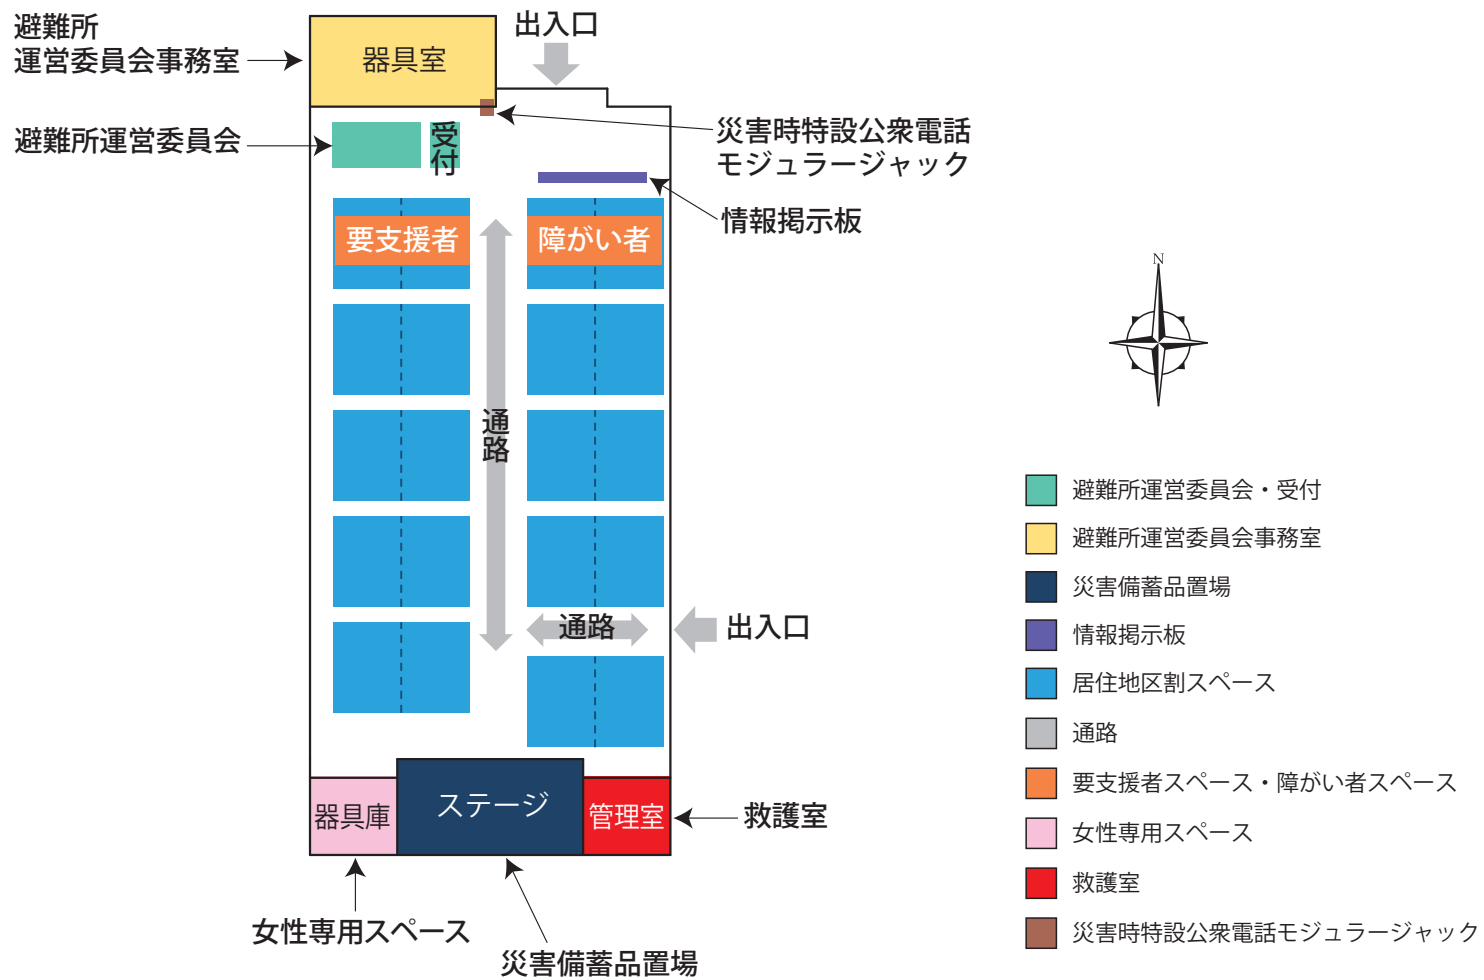 避難所
運営委員会事務室
器具室
出入口
避難所運営委員会
受付
災害時特設公衆電話
モジュラージャック
情報掲示板
要支援者
障がい者
通路
通路
出入口
器具庫
ステージ
管理室
救護室
女性専用スペース
災害備蓄品置場
N
避難所運営委員会・受付
避難所運営委員会事務室
災害備蓄品置場
情報掲示板
居住地区割スペース
通路
要支援者スペース・障がい者スペース
女性専用スペース
救護室
災害時特設公衆電話モジュラージャック